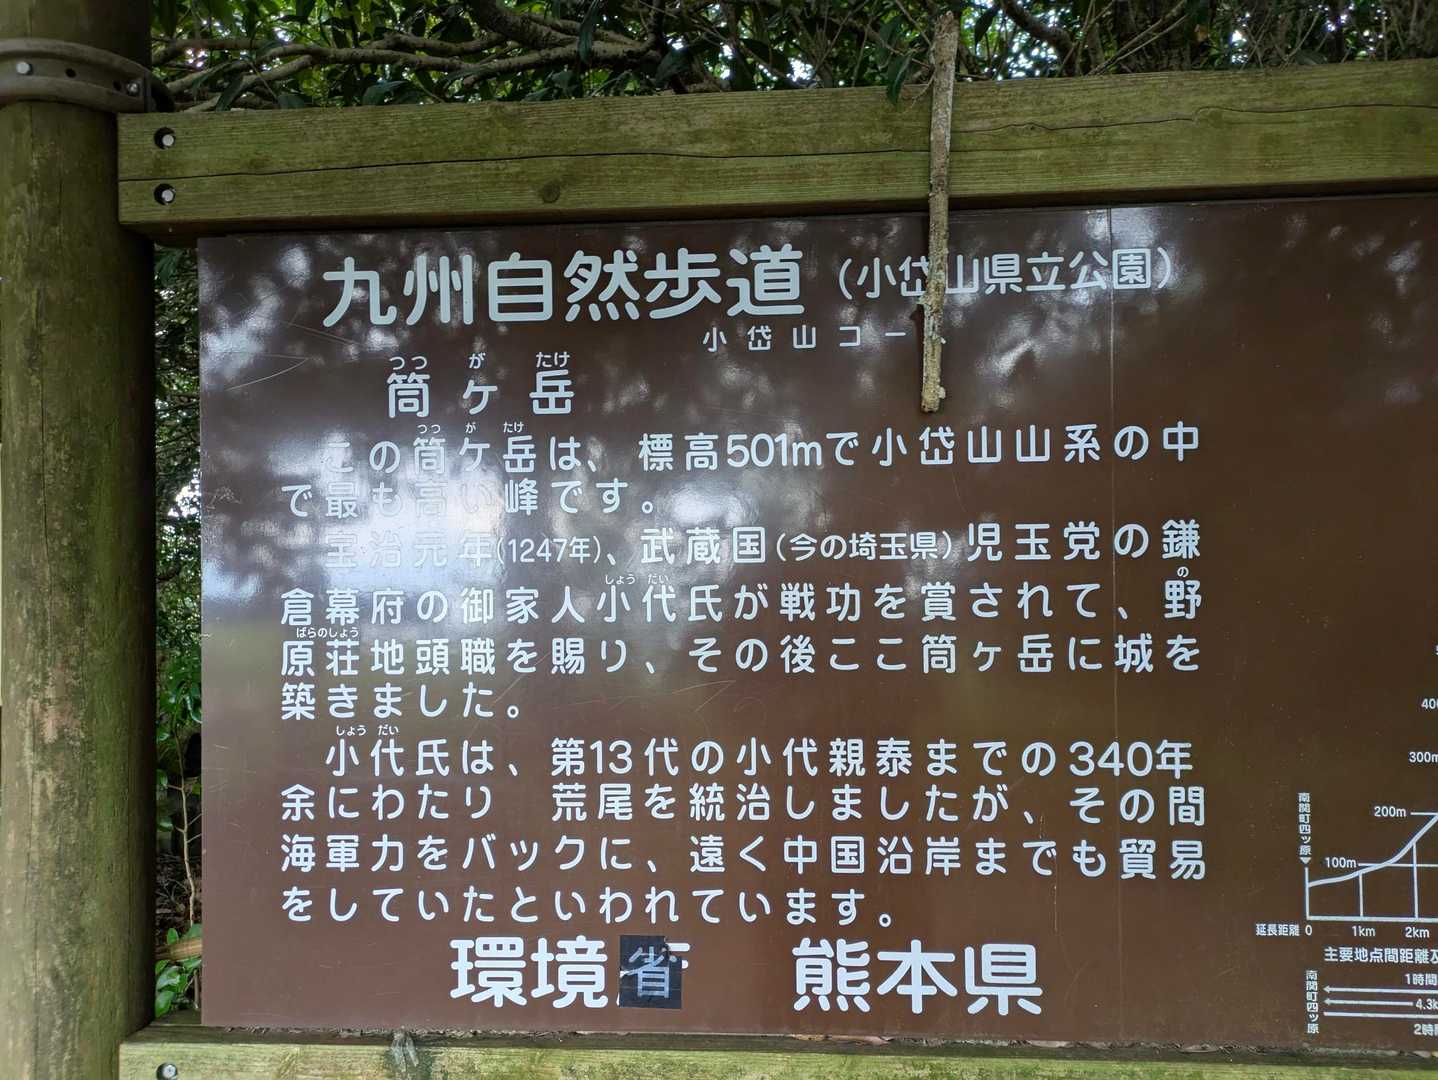 九州自然歩道（小岱山県立公園）
小岱山コース
つつ が たけ
筒ヶ岳
つつ が たけ
この筒ケ岳は、標高501mで小岱山山系の中
で最も高い峰です。
宝治元年(1247年)、武蔵国(今の埼玉県)児玉党の鎌
しょう だい の
倉幕府の御家人小代氏が戦功を賞されて、野
ばらのしょう
原荘地頭職を賜り、その後ここ筒ヶ岳に城を
築きました。
しょう だい
小代氏は、第13代の小代親泰までの340年
余にわたり 荒尾を統治しましたが、その間
海軍力をバックに、遠く中国沿岸までも貿易
をしていたといわれています。
環境省 熊本県
400
300m
200m
100m
南関町四ッ原
延長距離 0 1km 2km
主要地点間距離及
南関町四ッ原
1時間
4.3k
2時間